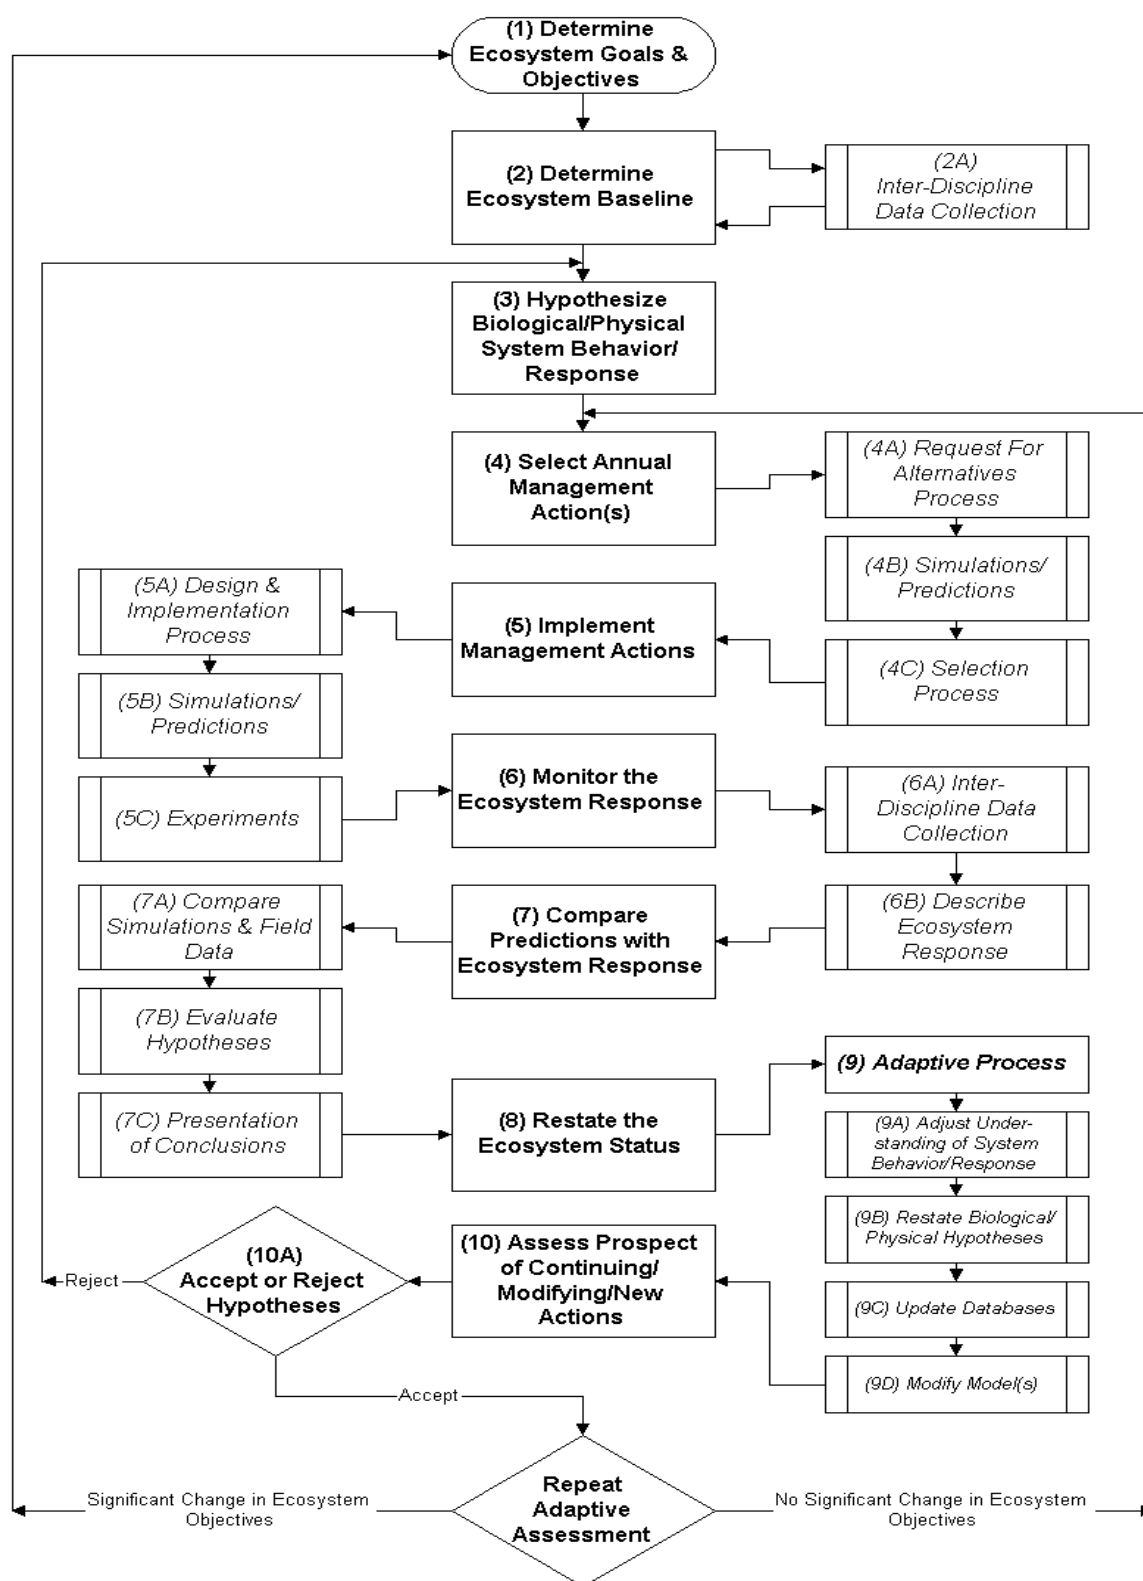 (1) Determine
Ecosystem Goals &
Objectives
(2) Determine
Ecosystem Baseline
(2A)
Inter-Discipline
Data Collection
(3) Hypothesize
Biological/Physical
System Behavior/
Response
(4) Select Annual
Management
Action(s)
(4A) Request For
Alternatives
Process
(4B) Simulations/
Predictions
(4C) Selection
Process
(5) Implement
Management Actions
(5A) Design &
Implementation
Process
(5B) Simulations/
Predictions
(5C) Experiments
(6) Monitor the
Ecosystem Response
(6A) Inter-
Discipline Data
Collection
(6B) Describe
Ecosystem
Response
(7) Compare
Predictions with
Ecosystem Response
(7A) Compare
Simulations & Field
Data
(7B) Evaluate
Hypotheses
(7C) Presentation
of Conclusions
(8) Restate the
Ecosystem Status
(9) Adaptive Process
(9A) Adjust Under-
standing of System
Behavior/Response
(9B) Restate Biological/
Physical Hypotheses
(9C) Update Databases
(9D) Modify Model(s)
(10) Assess Prospect
of Continuing/
Modifying/New
Actions
(10A)
Accept or Reject
Hypotheses
Reject
Accept
Repeat
Adaptive
Assessment
Significant Change in Ecosystem
Objectives
No Significant Change in Ecosystem
Objectives